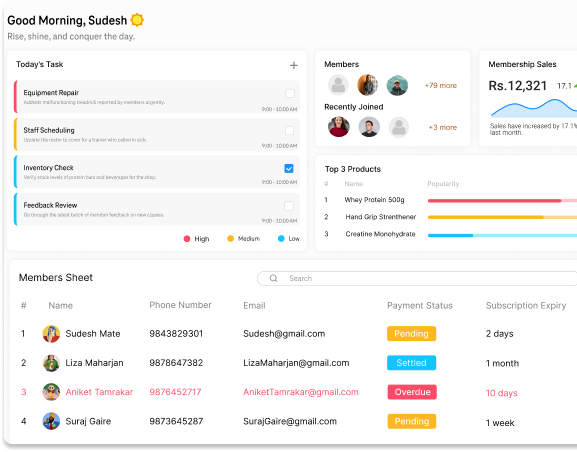 Good Morning, Sudesh
Rise, shine, and conquer the day.
Today's Task
Equipment Repair
Address malfunctioning treadmill reported by members urgently.
9:00 - 10:00 AM
Staff Scheduling
Update the roster to cover for a trainer who called in sick.
9:00 - 10:00 AM
Inventory Check
Verify stock levels of protein bars and beverages for the shop.
9:00 - 10:00 AM
Feedback Review
Go through the latest batch of member feedback on new classes.
9:00 - 10:00 AM
High Medium Low
Members
+79 more
Recently Joined
+3 more
Membership Sales
Rs.12,321 17.1
Sales have increased by 17.1%
last month.
Top 3 Products
# Name Popularity
1 Whey Protein 500g
2 Hand Grip Strenthener
3 Creatine Monohydrate
Members Sheet
Search
# Name Phone Number Email Payment Status Subscription Expiry
1 Sudesh Mate 9843829301 Sudesh@gmail.com Pending 2 days
2 Liza Maharjan 9878647382 LizaMaharjan@gmail.com Settled 1 month
3 Aniket Tamrakar 9876452717 AniketTamrakar@gmail.com Overdue 10 days
4 Suraj Gaire 9873645287 SurajGaire@gmail.com Pending 1 week